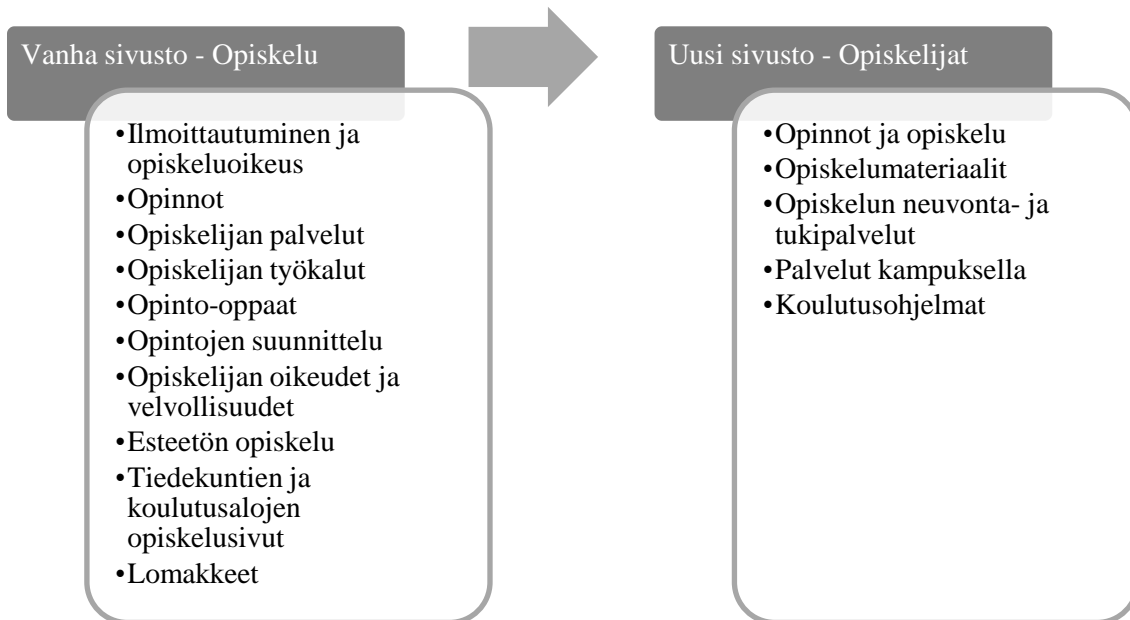 Vanha sivusto - Opiskelu
•Ilmoittautuminen ja
opiskeluoikeus
•Opinnot
•Opiskelijan palvelut
•Opiskelijan työkalut
•Opinto-oppaat
•Opintojen suunnittelu
•Opiskelijan oikeudet ja
velvollisuudet
•Esteetön opiskelu
•Tiedekuntien ja
koulutusalojen
opiskelusivut
•Lomakkeet
Uusi sivusto - Opiskelijat
•Opinnot ja opiskelu
•Opiskelumateriaalit
•Opiskelun neuvonta- ja
tukipalvelut
•Palvelut kampuksella
•Koulutusohjelmat